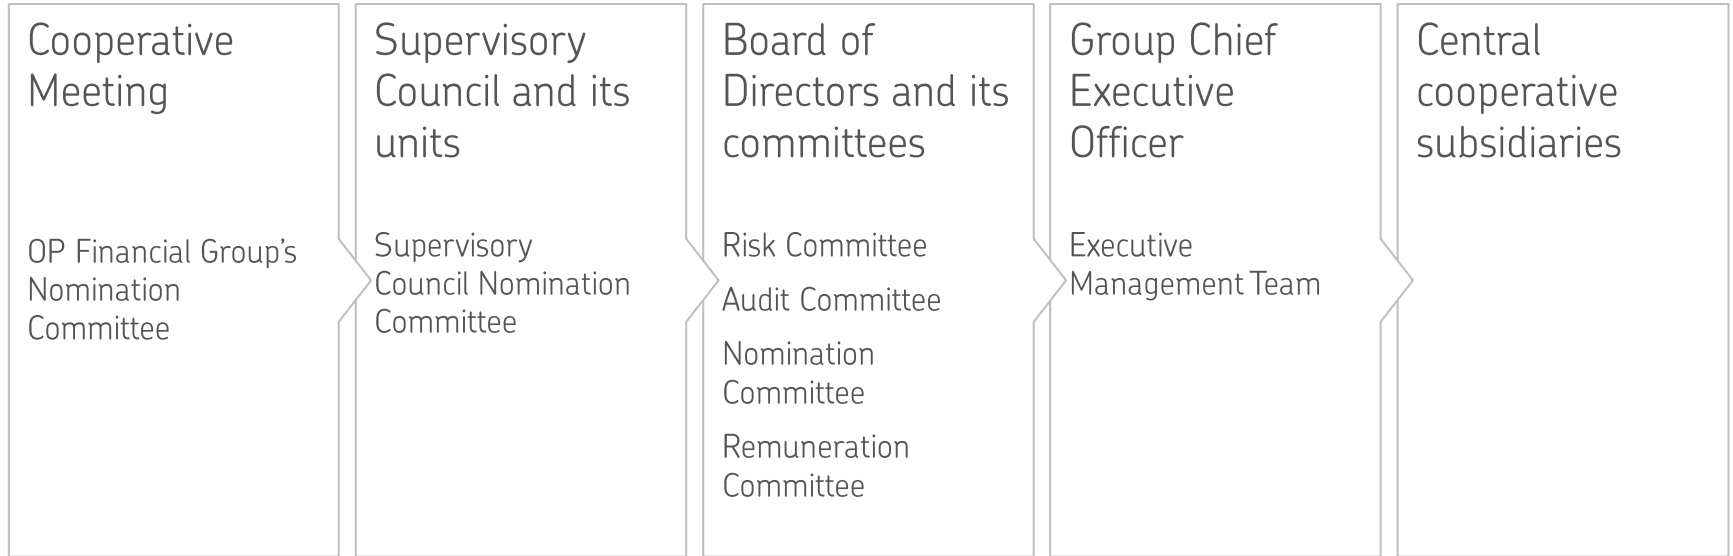 Cooperative
Meeting
OP Financial Group’s
Nomination
Committee
Supervisory
Council and its
units
Supervisory
Council Nomination
Committee
Board of
Directors and its
committees
Risk Committee
Audit Committee
Nomination
Committee
Remuneration
Committee
Group Chief
Executive
Officer
Executive
Management Team
Central
cooperative
subsidiaries